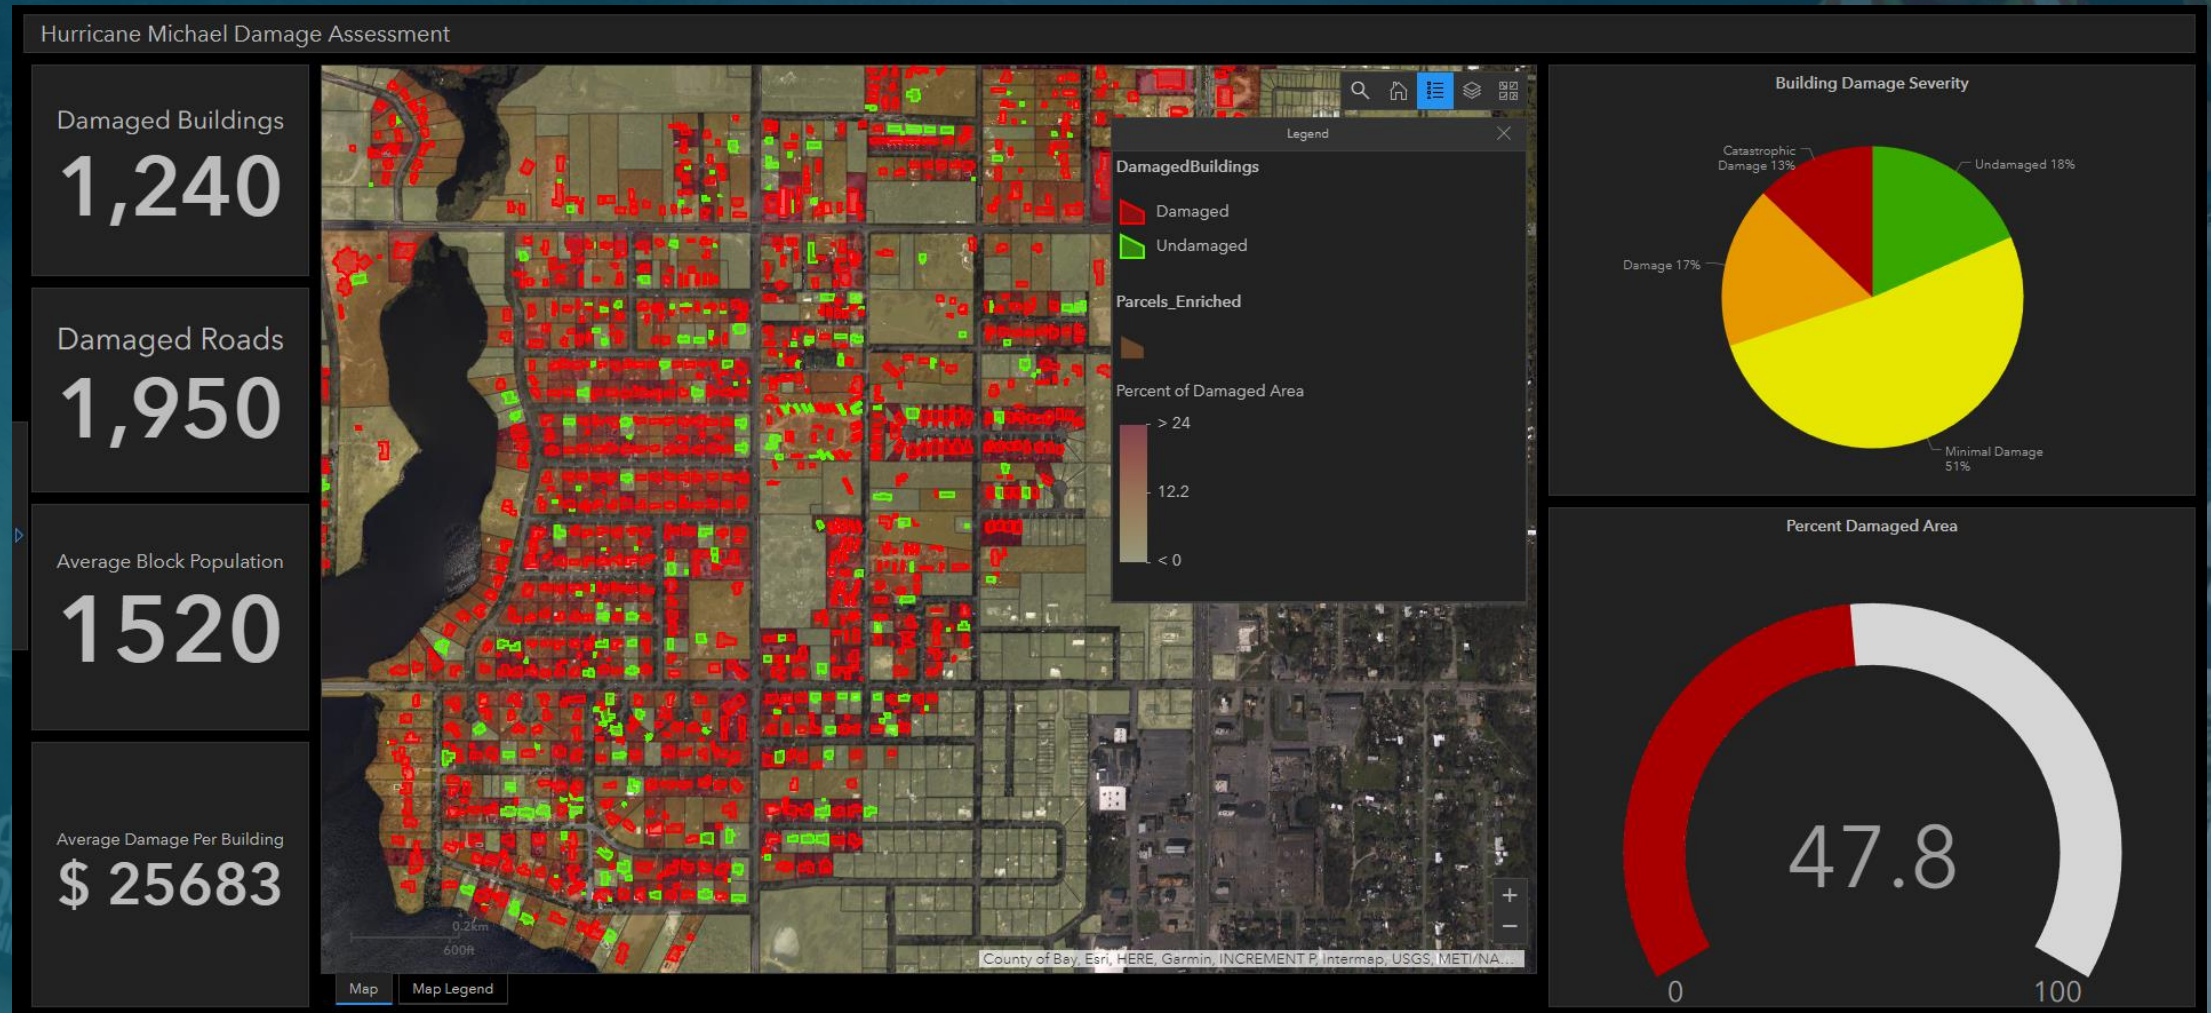 Hurricane Michael Damage Assessment
Damaged Buildings
1,240
Damaged Roads
1,950
Average Block Population
1520
Average Damage Per Building
$ 25683
Legend
DamagedBuildings
Damaged
Undamaged
Parcels_Enriched
Percent of Damaged Area
> 24
12.2
< 0
0.2km
600ft
County of Bay, Esri, HERE, Garmin, INCREMENT P, Intermap, USGS, METI/NA...
+
−
Map
Map Legend
Building Damage Severity
Catastrophic
Damage 13%
Undamaged 18%
Damage 17%
Minimal Damage
51%
Percent Damaged Area
47.8
0
100